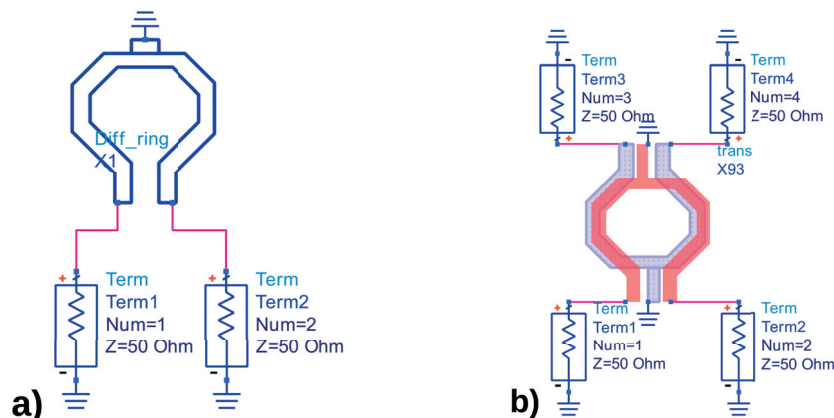 Diff_ring
X1
+
Term
Term1
Num=1
Z=50 Ohm
-
+
Term
Term2
Num=2
Z=50 Ohm
-
a)
-
Term
Term3
Num=3
Z=50 Ohm
+
-
Term
Term4
Num=4
Z=50 Ohm
+
trans
X93
+
Term
Term1
Num=1
Z=50 Ohm
-
+
Term
Term2
Num=2
Z=50 Ohm
-
b)